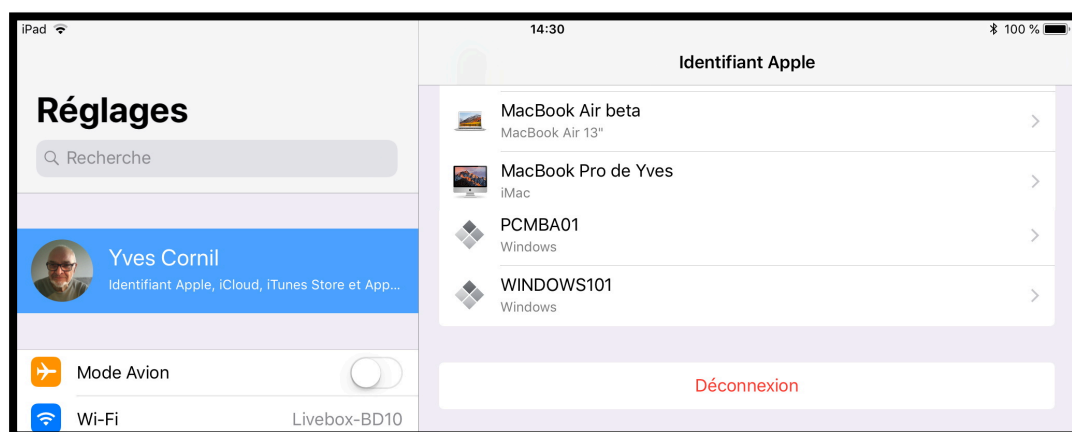 iPad
14:30
100 %
Identifiant Apple
Réglages
Recherche
Yves Cornil
Identifiant Apple, iCloud, iTunes Store et App...
Mode Avion
Wi-Fi
Livebox-BD10
MacBook Air beta
MacBook Air 13"
MacBook Pro de Yves
iMac
PCMBA01
Windows
WINDOWS101
Windows
Déconnexion